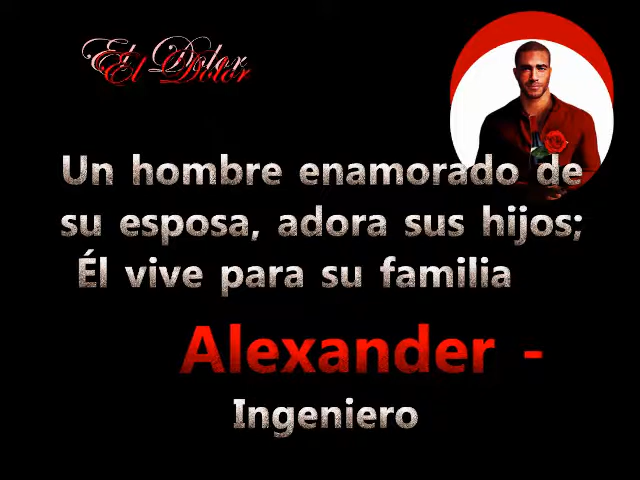 El Dolor
Un hombre enamorado de
su esposa, adora sus hijos;
Él vive para su familia
Alexander -
Ingeniero